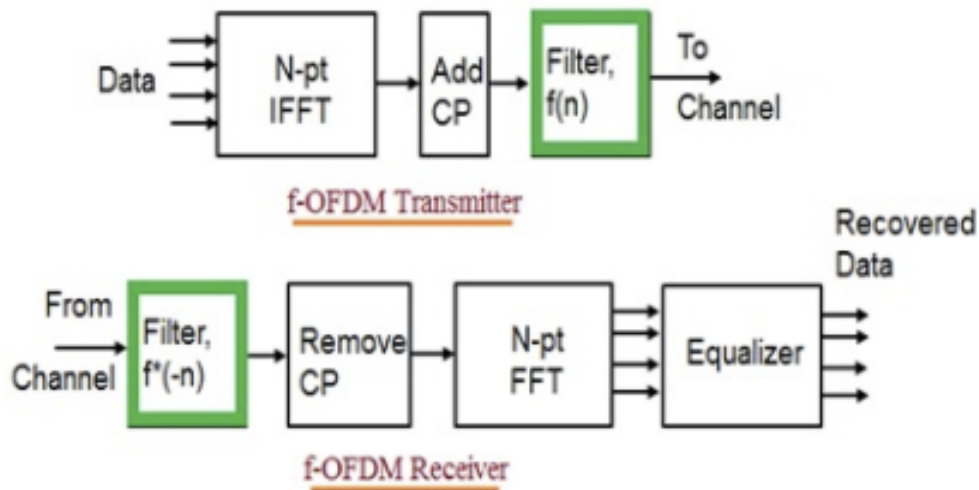 Data
N-pt
IFFT
Add
CP
Filter,
f(n)
To
Channel
f-OFDM Transmitter
From
Channel
Filter,
f*(-n)
Remove
CP
N-pt
FFT
Equalizer
Recovered
Data
f-OFDM Receiver